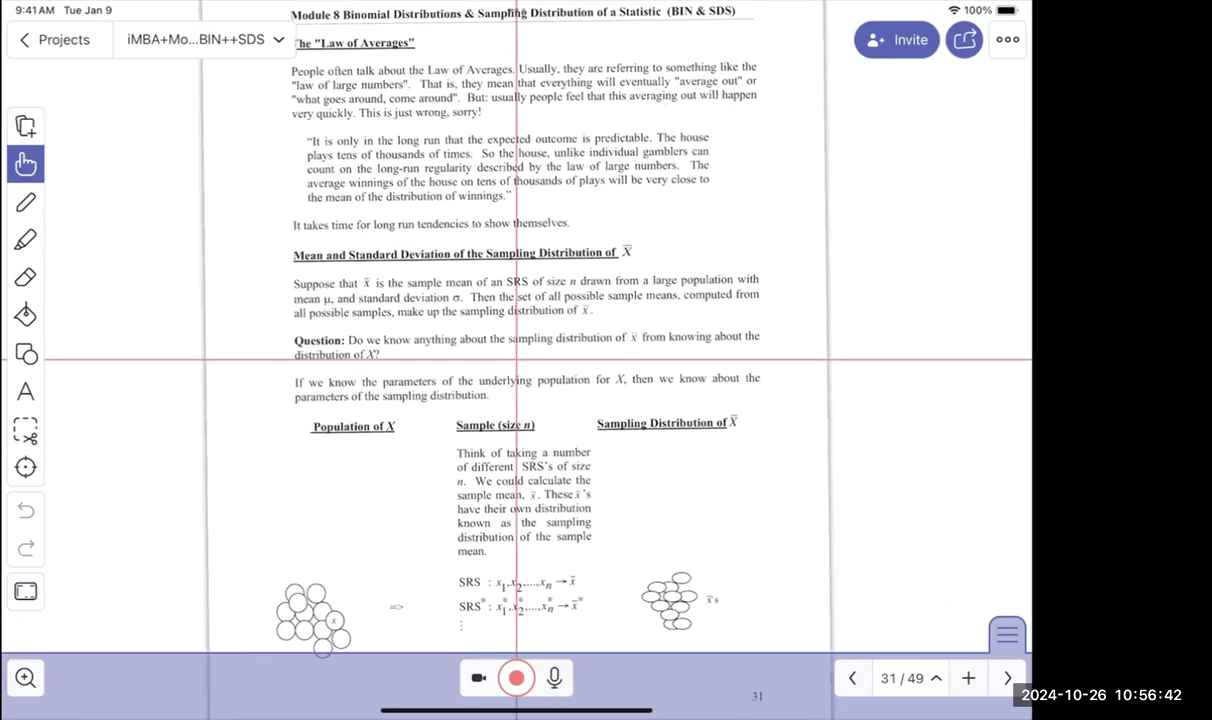 9:41 AM Tue Jan 9
100%
Projects
iMBA+Mo...BIN++SDS
Invite
Module 8 Binomial Distributions & Sampling Distribution of a Statistic (BIN & SDS)
The "Law of Averages"
People often talk about the Law of Averages. Usually, they are referring to something like the
"law of large numbers". That is, they mean that everything will eventually "average out" or
"what goes around, come around". But: usually people feel that this averaging out will happen
very quickly. This is just wrong, sorry!
"It is only in the long run that the expected outcome is predictable. The house
plays tens of thousands of times. So the house, unlike individual gamblers can
count on the long-run regularity described by the law of large numbers. The
average winnings of the house on tens of thousands of plays will be very close to
the mean of the distribution of winnings."
It takes time for long run tendencies to show themselves.
Mean and Standard Deviation of the Sampling Distribution of X̅
Suppose that x̅ is the sample mean of an SRS of size n drawn from a large population with
mean μ, and standard deviation σ. Then the set of all possible sample means, computed from
all possible samples, make up the sampling distribution of x̅.
Question: Do we know anything about the sampling distribution of x̅ from knowing about the
distribution of X?
If we know the parameters of the underlying population for X, then we know about the
parameters of the sampling distribution.
Population of X
Sample (size n)
Sampling Distribution of X̅
Think of taking a number
of different SRS's of size
n. We could calculate the
sample mean, x̅. These x̅'s
have their own distribution
known as the sampling
distribution of the sample
mean.
SRS : x₁,x₂,...,xₙ → x̅
x
=>
SRS* : x₁*,x₂*,...,xₙ* → x̅*
x̅'s
⋮
31 / 49
31
2024-10-26 10:56:42